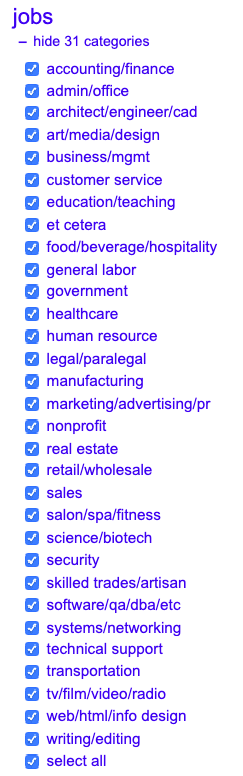 jobs
– hide 31 categories
accounting/finance
admin/office
architect/engineer/cad
art/media/design
business/mgmt
customer service
education/teaching
et cetera
food/beverage/hospitality
general labor
government
healthcare
human resource
legal/paralegal
manufacturing
marketing/advertising/pr
nonprofit
real estate
retail/wholesale
sales
salon/spa/fitness
science/biotech
security
skilled trades/artisan
software/qa/dba/etc
systems/networking
technical support
transportation
tv/film/video/radio
web/html/info design
writing/editing
select all